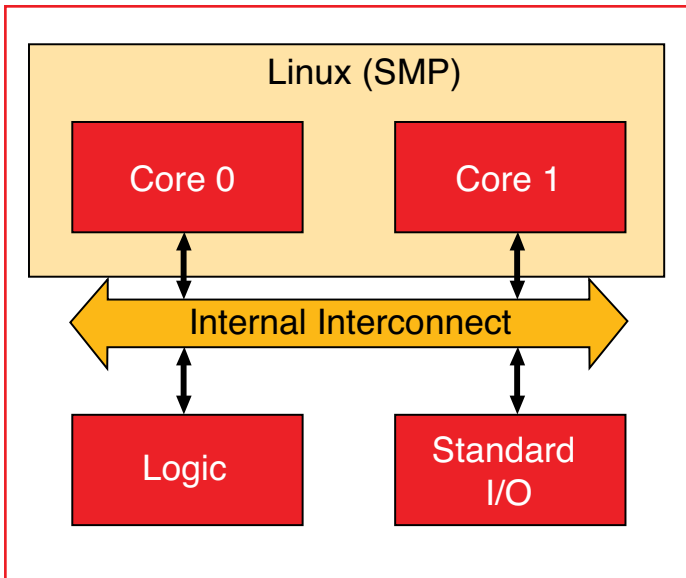 Linux (SMP)
Core 0
Core 1
Internal Interconnect
Logic
Standard
I/O